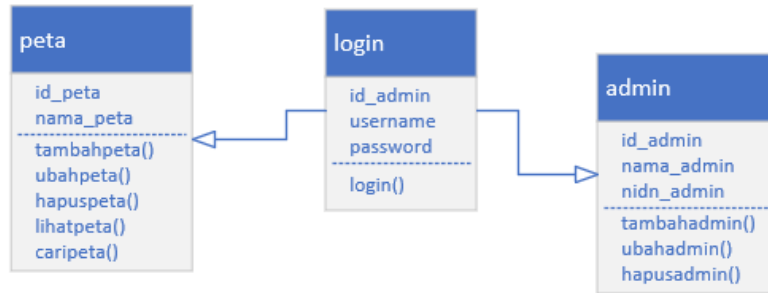 peta
id_peta
nama_peta
tambahpeta()
ubahpeta()
hapuspeta()
lihatpeta()
caripeta()
login
id_admin
username
password
login()
admin
id_admin
nama_admin
nidn_admin
tambahadmin()
ubahadmin()
hapusadmin()